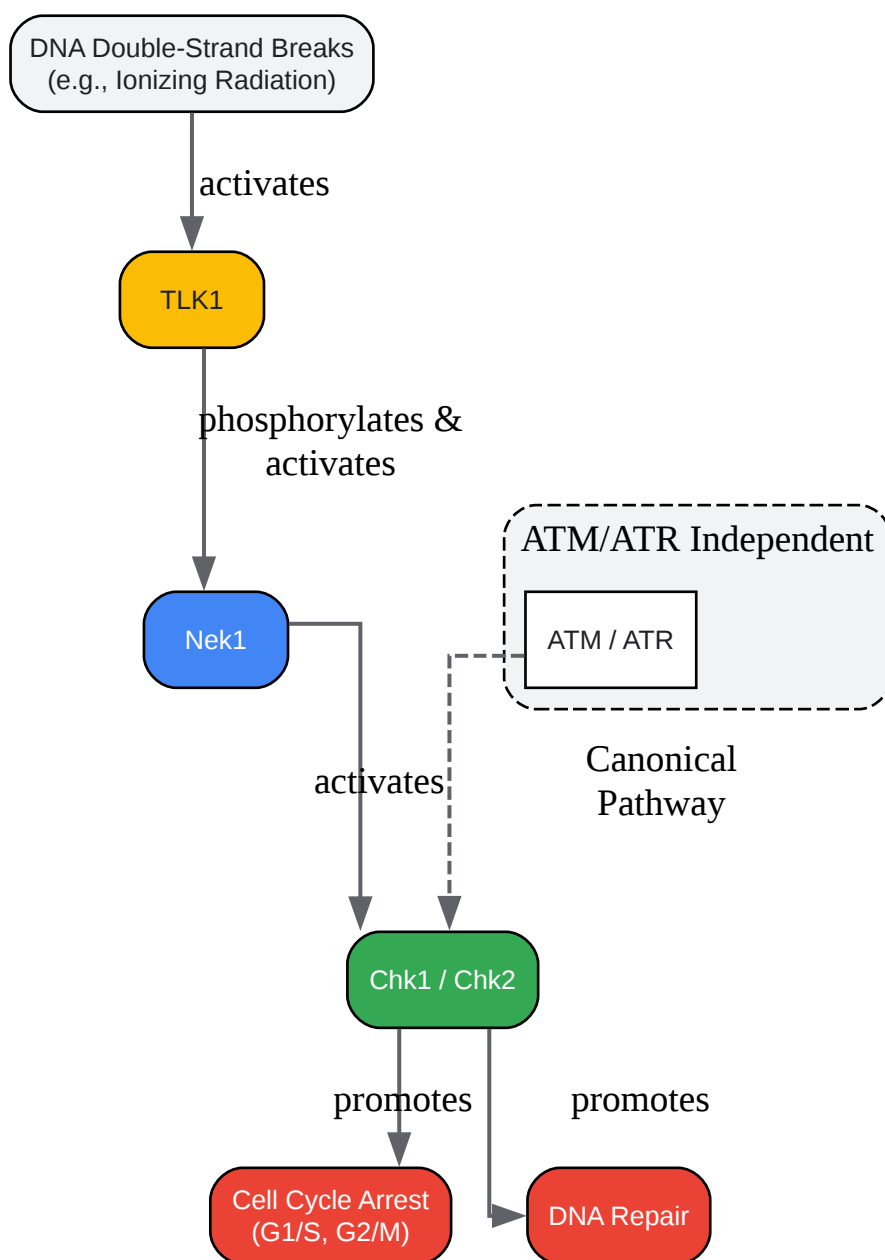 DNA Double-Strand Breaks
(e.g., Ionizing Radiation)
activates
TLK1
phosphorylates &
activates
ATM/ATR Independent
Nek1
ATM / ATR
Canonical
Pathway
activates
Chk1 / Chk2
promotes
promotes
Cell Cycle Arrest
(G1/S, G2/M)
DNA Repair